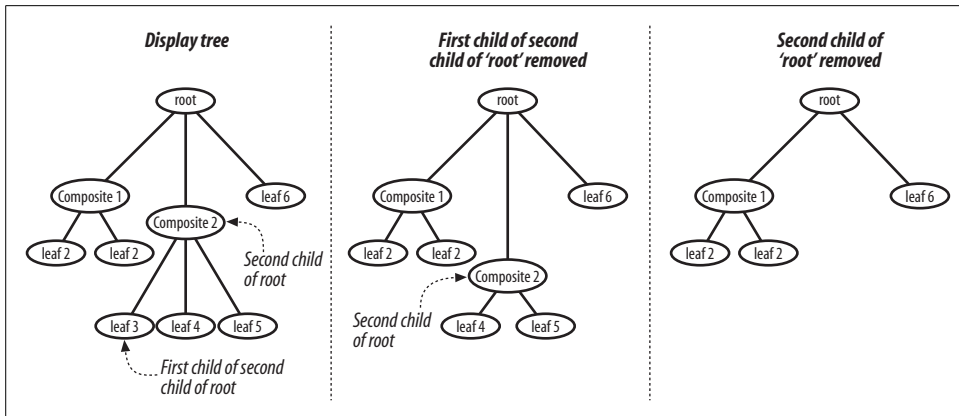 Display tree
root
Composite 1
leaf 6
Composite 2
leaf 2
leaf 2
Second child
of root
leaf 3
leaf 4
leaf 5
First child of second
child of root
First child of second
child of 'root' removed
root
Composite 1
leaf 6
leaf 2
leaf 2
Composite 2
Second child
of root
leaf 4
leaf 5
Second child of
'root' removed
root
Composite 1
leaf 6
leaf 2
leaf 2